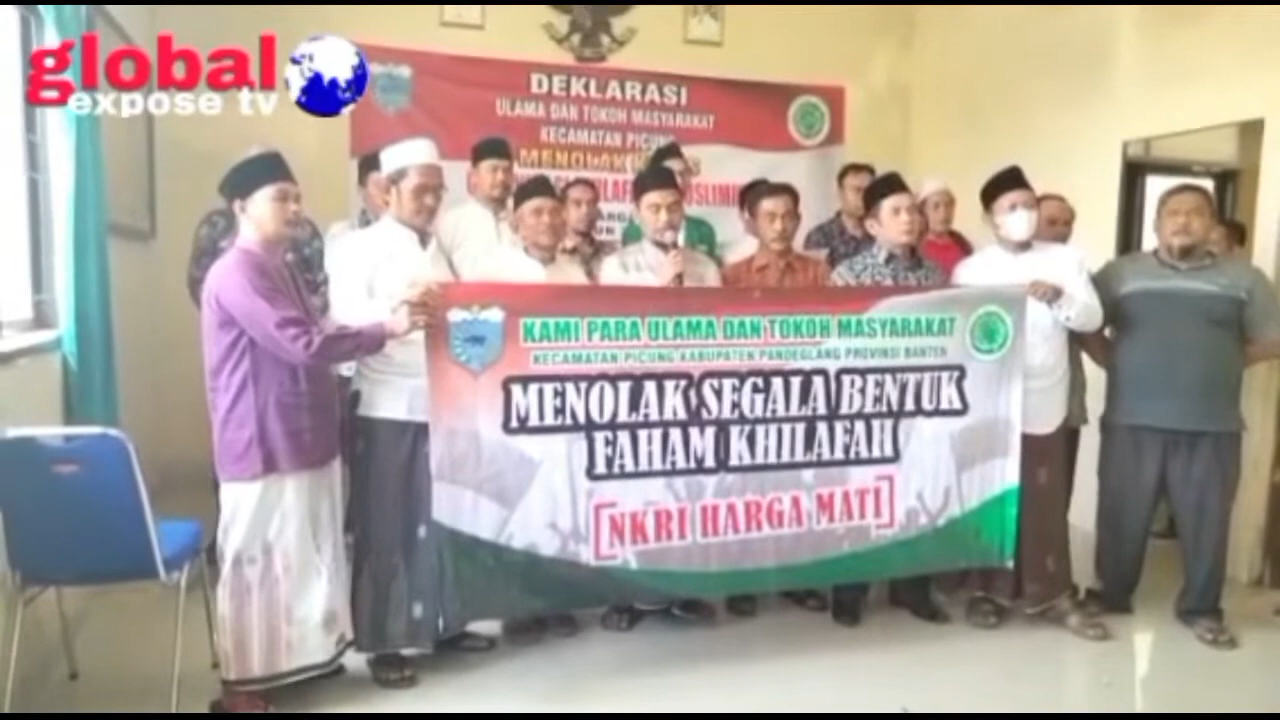 global
expose tv
DEKLARASI
ULAMA DAN TOKOH MASYARAKAT
KECAMATAN PICUNG
MENOLAK
KAMI PARA ULAMA DAN TOKOH MASYARAKAT
KECAMATAN PICUNG KABUPATEN PANDEGLANG PROVINSI BANTEN
MENOLAK SEGALA BENTUK
FAHAM KHILAFAH
[NKRI HARGA MATI]